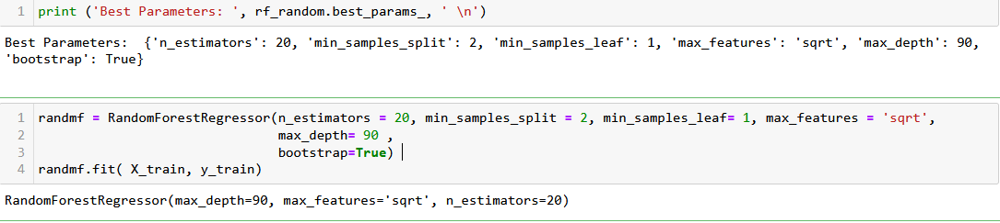 1 print ('Best Parameters: ', rf_random.best_params_, ' \n')
Best Parameters:  {'n_estimators': 20, 'min_samples_split': 2, 'min_samples_leaf': 1, 'max_features': 'sqrt', 'max_depth': 90,
'bootstrap': True}
1 randmf = RandomForestRegressor(n_estimators = 20, min_samples_split = 2, min_samples_leaf= 1, max_features = 'sqrt',
2                                max_depth= 90 ,
3                                bootstrap=True)
4 randmf.fit( X_train, y_train)
RandomForestRegressor(max_depth=90, max_features='sqrt', n_estimators=20)